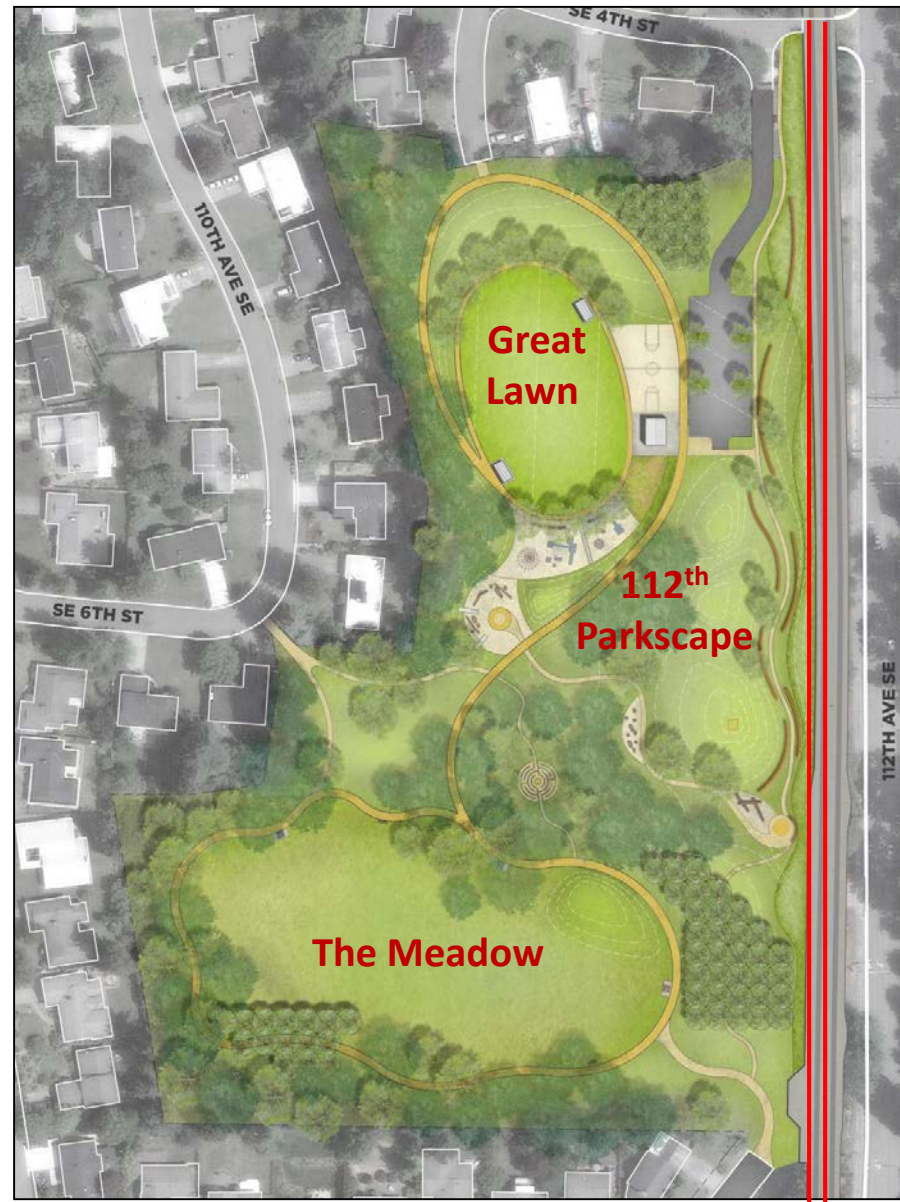 SE 4TH ST
110TH AVE SE
Great
Lawn
112th
Parkscape
SE 6TH ST
112TH AVE SE
The Meadow